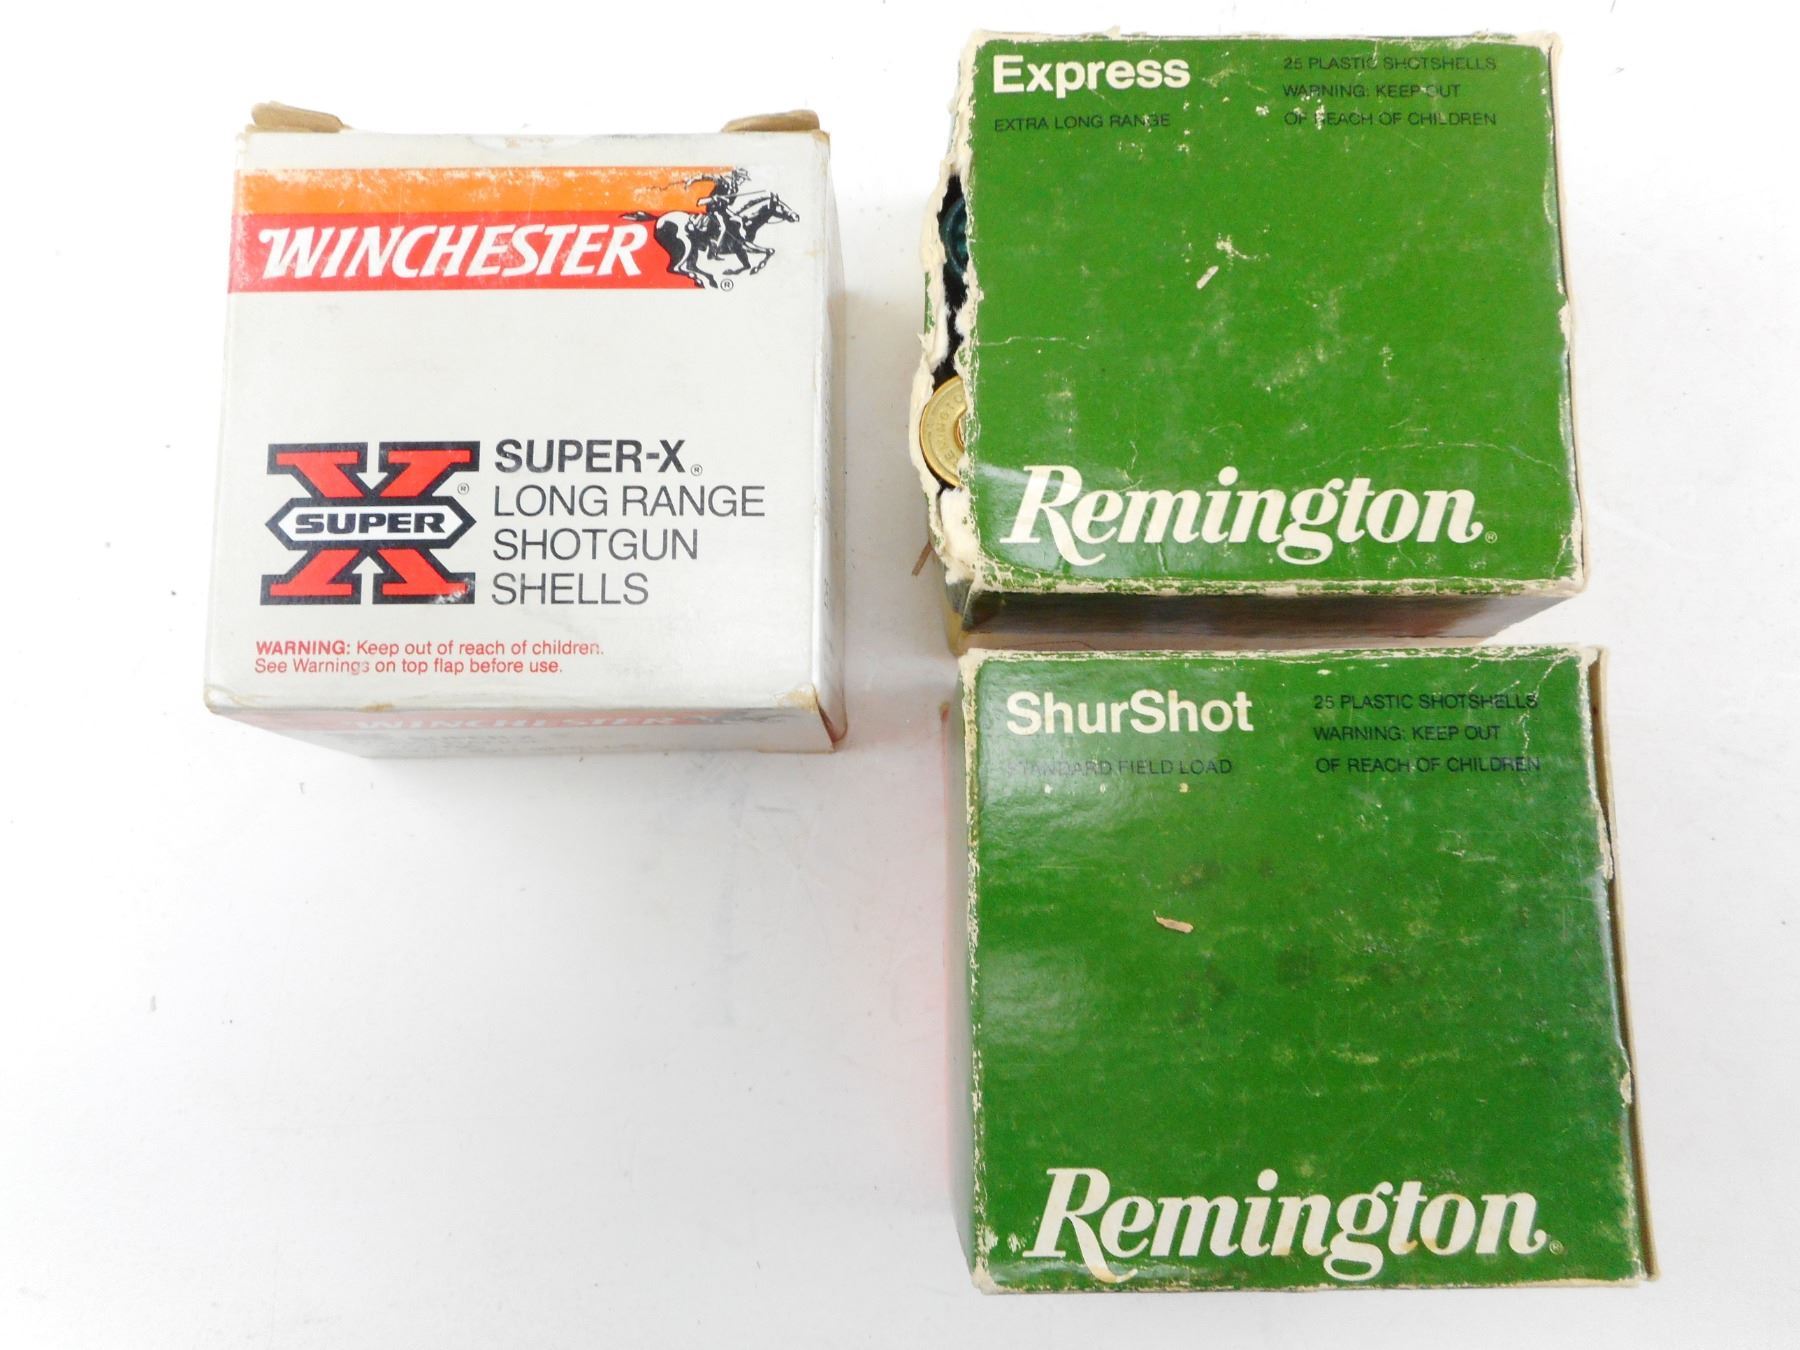 WINCHESTER
®
SUPER
®
SUPER-X®
LONG RANGE
SHOTGUN
SHELLS
WARNING: Keep out of reach of children.
See Warnings on top flap before use.
WINCHESTER
Express
EXTRA LONG RANGE
25 PLASTIC SHOTSHELLS
WARNING: KEEP OUT
OF REACH OF CHILDREN
Remington®
ShurShot
STANDARD FIELD LOAD
25 PLASTIC SHOTSHELLS
WARNING: KEEP OUT
OF REACH OF CHILDREN
Remington®